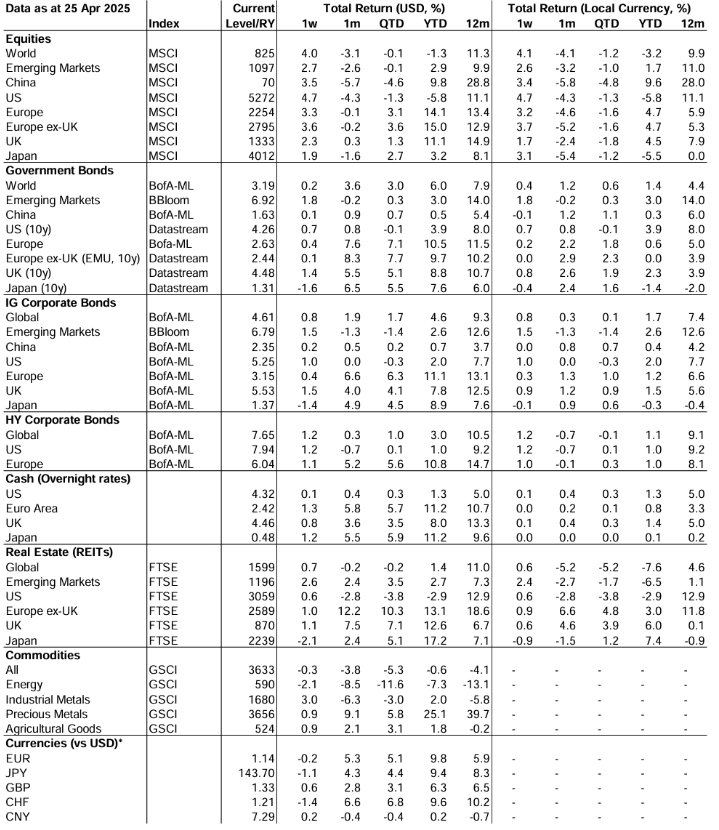 Data as at 25 Apr 2025 Current Total Return (USD, %) Total Return (Local Currency, %)
Index Level/RY 1w 1m QTD YTD 12m 1w 1m QTD YTD 12m
Equities
World MSCI 825 4.0 -3.1 -0.1 -1.3 11.3 4.1 -4.1 -1.2 -3.2 9.9
Emerging Markets MSCI 1097 2.7 -2.6 -0.1 2.9 9.9 2.6 -3.2 -1.0 1.7 11.0
China MSCI 70 3.5 -5.7 -4.6 9.8 28.8 3.4 -5.8 -4.8 9.6 28.0
US MSCI 5272 4.7 -4.3 -1.3 -5.8 11.1 4.7 -4.3 -1.3 -5.8 11.1
Europe MSCI 2254 3.3 -0.1 3.1 14.1 13.4 3.2 -4.6 -1.6 4.7 5.9
Europe ex-UK MSCI 2795 3.6 -0.2 3.6 15.0 12.9 3.7 -5.2 -1.6 4.7 5.3
UK MSCI 1333 2.3 0.3 1.3 11.1 14.9 1.7 -2.4 -1.8 4.5 7.9
Japan MSCI 4012 1.9 -1.6 2.7 3.2 8.1 3.1 -5.4 -1.2 -5.5 0.0
Government Bonds
World BofA-ML 3.19 0.2 3.6 3.0 6.0 7.9 0.4 1.2 0.6 1.4 4.4
Emerging Markets BBloom 6.92 1.8 -0.2 0.3 3.0 14.0 1.8 -0.2 0.3 3.0 14.0
China BofA-ML 1.63 0.1 0.9 0.7 0.5 5.4 -0.1 1.2 1.1 0.3 6.0
US (10y) Datastream 4.26 0.7 0.8 -0.1 3.9 8.0 0.7 0.8 -0.1 3.9 8.0
Europe Bofa-ML 2.63 0.4 7.6 7.1 10.5 11.5 0.2 2.2 1.8 0.6 5.0
Europe ex-UK (EMU, 10y) Datastream 2.44 0.1 8.3 7.7 9.7 10.2 0.0 2.9 2.3 0.0 3.9
UK (10y) Datastream 4.48 1.4 5.5 5.1 8.8 10.7 0.8 2.6 1.9 2.3 3.9
Japan (10y) Datastream 1.31 -1.6 6.5 5.5 7.6 6.0 -0.4 2.4 1.6 -1.4 -2.0
IG Corporate Bonds
Global BofA-ML 4.61 0.8 1.9 1.7 4.6 9.3 0.8 0.3 0.1 1.7 7.4
Emerging Markets BBloom 6.79 1.5 -1.3 -1.4 2.6 12.6 1.5 -1.3 -1.4 2.6 12.6
China BofA-ML 2.35 0.2 0.5 0.2 0.7 3.7 0.0 0.8 0.7 0.4 4.2
US BofA-ML 5.25 1.0 0.0 -0.3 2.0 7.7 1.0 0.0 -0.3 2.0 7.7
Europe BofA-ML 3.15 0.4 6.6 6.3 11.1 13.1 0.3 1.3 1.0 1.2 6.6
UK BofA-ML 5.53 1.5 4.0 4.1 7.8 12.5 0.9 1.2 0.9 1.5 5.6
Japan BofA-ML 1.37 -1.4 4.9 4.5 8.9 7.6 -0.1 0.9 0.6 -0.3 -0.4
HY Corporate Bonds
Global BofA-ML 7.65 1.2 0.3 1.0 3.0 10.5 1.2 -0.7 -0.1 1.1 9.1
US BofA-ML 7.94 1.2 -0.7 0.1 1.0 9.2 1.2 -0.7 0.1 1.0 9.2
Europe BofA-ML 6.04 1.1 5.2 5.6 10.8 14.7 1.0 -0.1 0.3 1.0 8.1
Cash (Overnight rates)
US 4.32 0.1 0.4 0.3 1.3 5.0 0.1 0.4 0.3 1.3 5.0
Euro Area 2.42 1.3 5.8 5.7 11.2 10.7 0.0 0.2 0.1 0.8 3.3
UK 4.46 0.8 3.6 3.5 8.0 13.3 0.1 0.4 0.3 1.4 5.0
Japan 0.48 1.2 5.5 5.9 11.2 9.6 0.0 0.0 0.0 0.1 0.2
Real Estate (REITs)
Global FTSE 1599 0.7 -0.2 -0.2 1.4 11.0 0.6 -5.2 -5.2 -7.6 4.6
Emerging Markets FTSE 1196 2.6 2.4 3.5 2.7 7.3 2.4 -2.7 -1.7 -6.5 1.1
US FTSE 3059 0.6 -2.8 -3.8 -2.9 12.9 0.6 -2.8 -3.8 -2.9 12.9
Europe ex-UK FTSE 2589 1.0 12.2 10.3 13.1 18.6 0.9 6.6 4.8 3.0 11.8
UK FTSE 870 1.1 7.5 7.1 12.6 6.7 0.6 4.6 3.9 6.0 0.1
Japan FTSE 2239 -2.1 2.4 5.1 17.2 7.1 -0.9 -1.5 1.2 7.4 -0.9
Commodities
All GSCI 3633 -0.3 -3.8 -5.3 -0.6 -4.1 - - - - -
Energy GSCI 590 -2.1 -8.5 -11.6 -7.3 -13.1 - - - - -
Industrial Metals GSCI 1680 3.0 -6.3 -3.0 2.0 -5.8 - - - - -
Precious Metals GSCI 3656 0.9 9.1 5.8 25.1 39.7 - - - - -
Agricultural Goods GSCI 524 0.9 2.1 3.1 1.8 -0.2 - - - - -
Currencies (vs USD)*
EUR 1.14 -0.2 5.3 5.1 9.8 5.9 - - - - -
JPY 143.70 -1.1 4.3 4.4 9.4 8.3 - - - - -
GBP 1.33 0.6 2.8 3.1 6.3 6.5 - - - - -
CHF 1.21 -1.4 6.6 6.8 9.6 10.2 - - - - -
CNY 7.29 0.2 -0.4 -0.4 0.2 -0.7 - - - - -